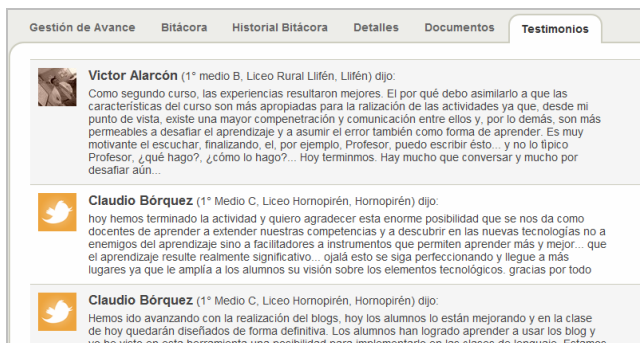 Gestión de Avance Bitácora Historial Bitácora Detalles Documentos Testimonios
Victor Alarcón (1° medio B, Liceo Rural Llifén, Llifén) dijo:
Como segundo curso, las experiencias resultaron mejores. El por qué debo asimilarlo a que las
características del curso son más apropiadas para la ralización de las actividades ya que, desde mi
punto de vista, existe una mayor compenetración y comunicación entre ellos y, por lo demás, son más
permeables a desafiar el aprendizaje y a asumir el error también como forma de aprender. Es muy
motivante el escuchar, finalizando, el, por ejemplo, Profesor, puedo escribir ésto... y no lo típico
Profesor, ¿qué hago?, ¿cómo lo hago?... Hoy terminmos. Hay mucho que conversar y mucho por
desafiar aún...
Claudio Bórquez (1° Medio C, Liceo Hornopirén, Hornopirén) dijo:
hoy hemos terminado la actividad y quiero agradecer esta enorme posibilidad que se nos da como
docentes de aprender a extender nuestras competencias y a descubrir en las nuevas tecnologías no a
enemigos del aprendizaje sino a facilitadores a instrumentos que permiten aprender más y mejor... que
el aprendizaje resulte realmente significativo... ojalá esto se siga perfeccionando y llegue a más
lugares ya que le amplía a los alumnos su visión sobre los elementos tecnológicos. gracias por todo
Claudio Bórquez (1° Medio C, Liceo Hornopirén, Hornopirén) dijo:
Hemos ido avanzando con la realización del blogs, hoy los alumnos lo están mejorando y en la clase
de hoy quedarán diseñados de forma definitiva. Los alumnos han logrado aprender a usar los blog y